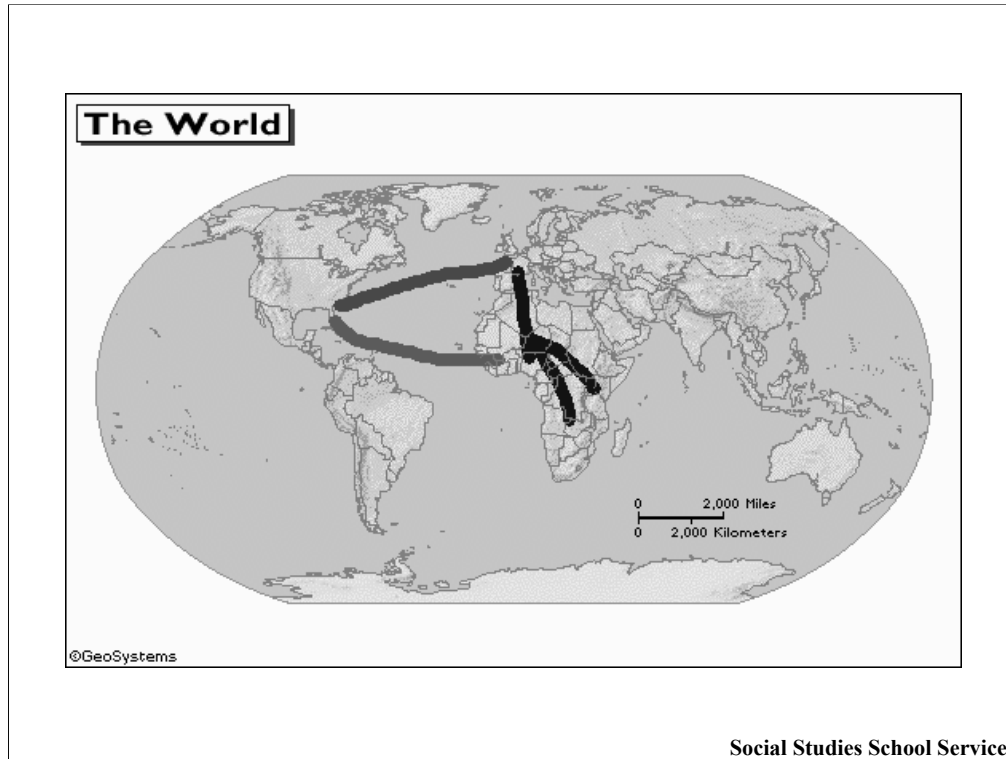 The World
0 2,000 Miles
0 2,000 Kilometers
©GeoSystems
Social Studies School Service